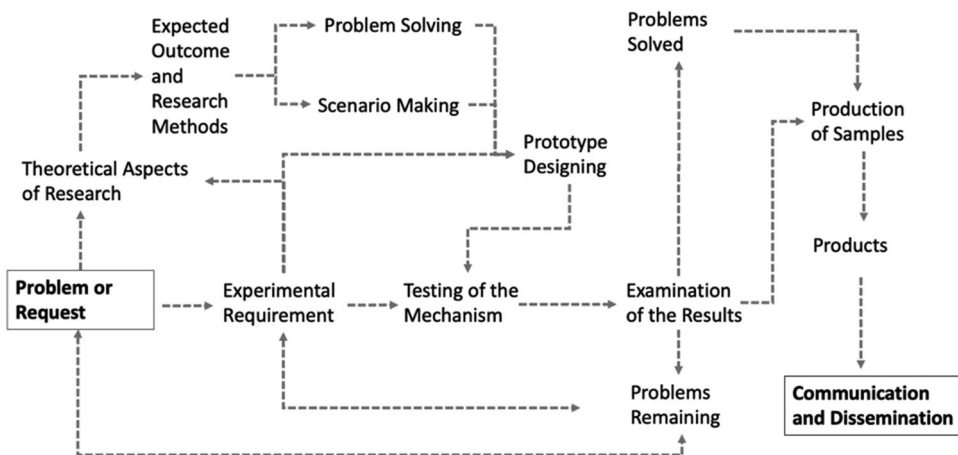 Expected
Outcome
and
Research
Methods
Problem Solving
Scenario Making
Problems
Solved
Production
of Samples
Prototype
Designing
Theoretical Aspects
of Research
Products
Problem or
Request
Experimental
Requirement
Testing of the
Mechanism
Examination
of the Results
Problems
Remaining
Communication
and Dissemination